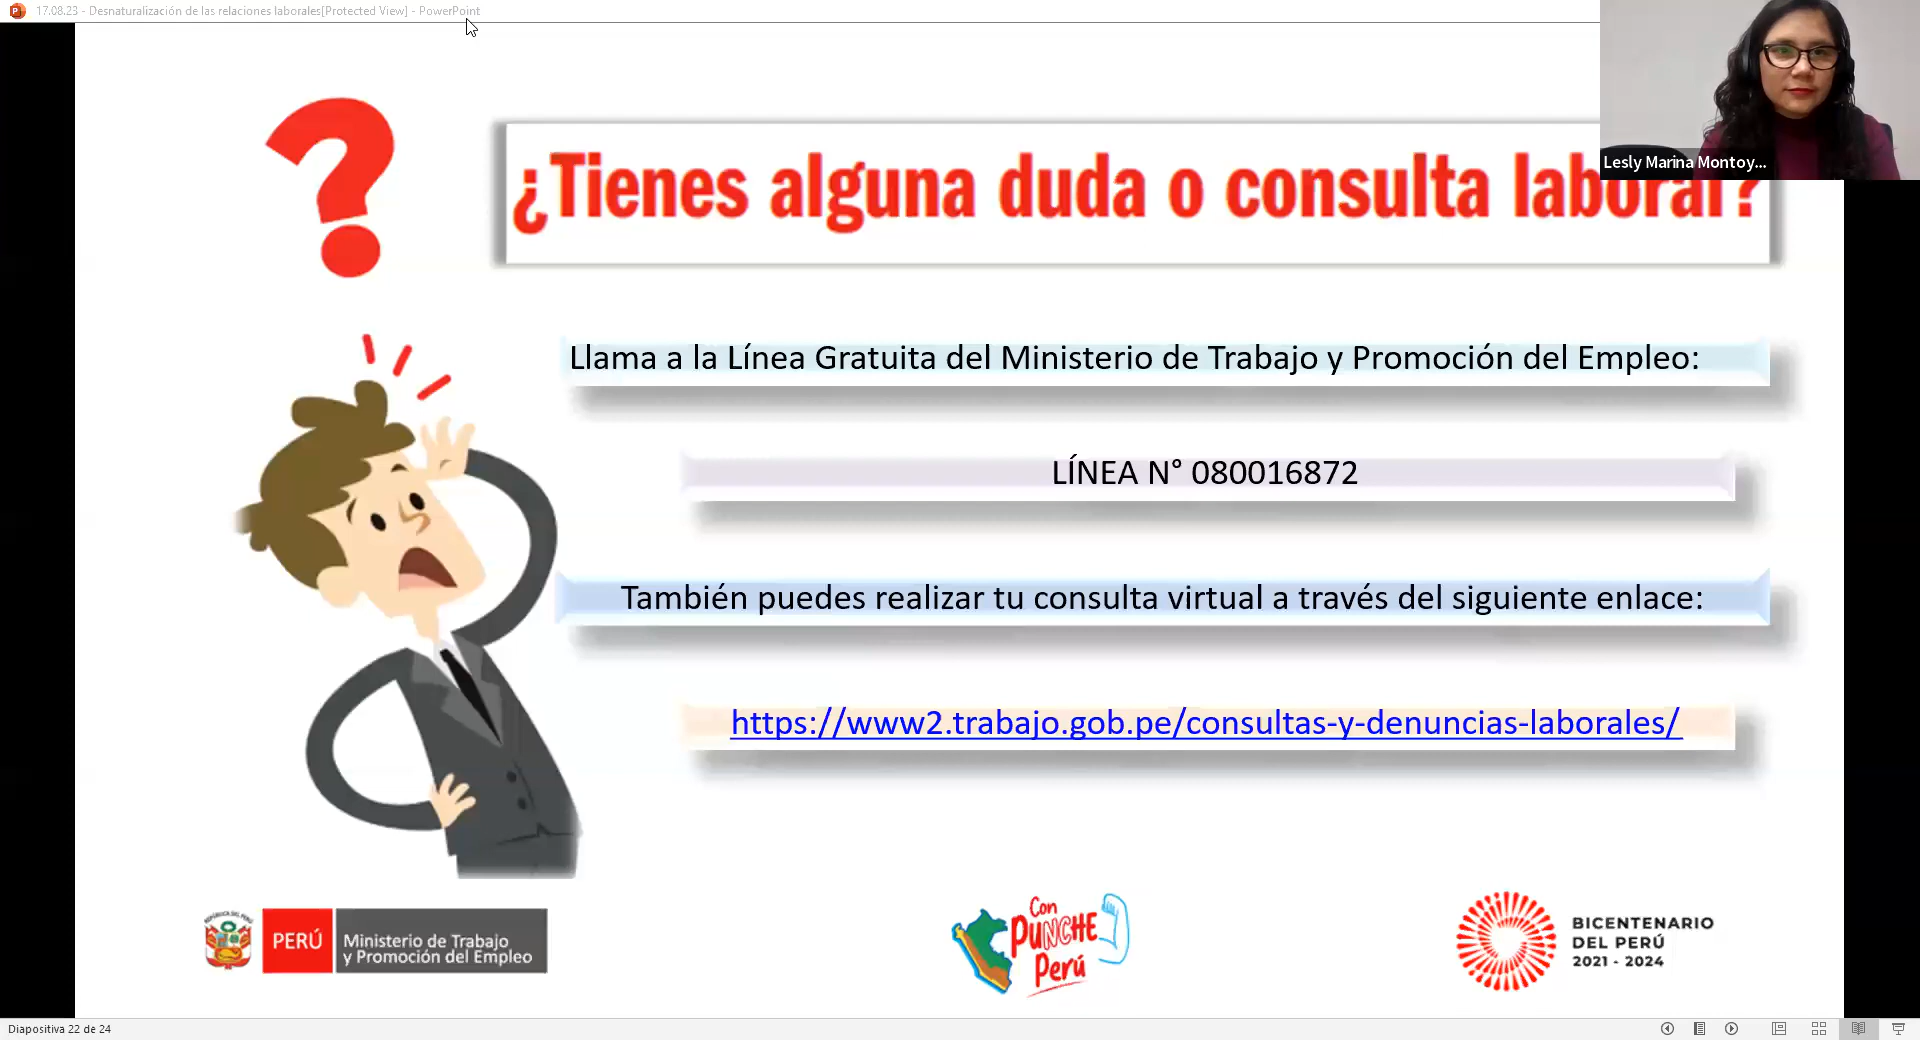 17.08.23 - Desnaturalización de las relaciones laborales[Protected View] - PowerPoint
Lesly Marina Montoy...
¿Tienes alguna duda o consulta laboral?
Llama a la Línea Gratuita del Ministerio de Trabajo y Promoción del Empleo:
LÍNEA N° 080016872
También puedes realizar tu consulta virtual a través del siguiente enlace:
https://www2.trabajo.gob.pe/consultas-y-denuncias-laborales/
REPÚBLICA DEL PERÚ
PERÚ
Ministerio de Trabajo
y Promoción del Empleo
Con
PUNCHE
Perú
BICENTENARIO
DEL PERÚ
2021 - 2024
Diapositiva 22 de 24